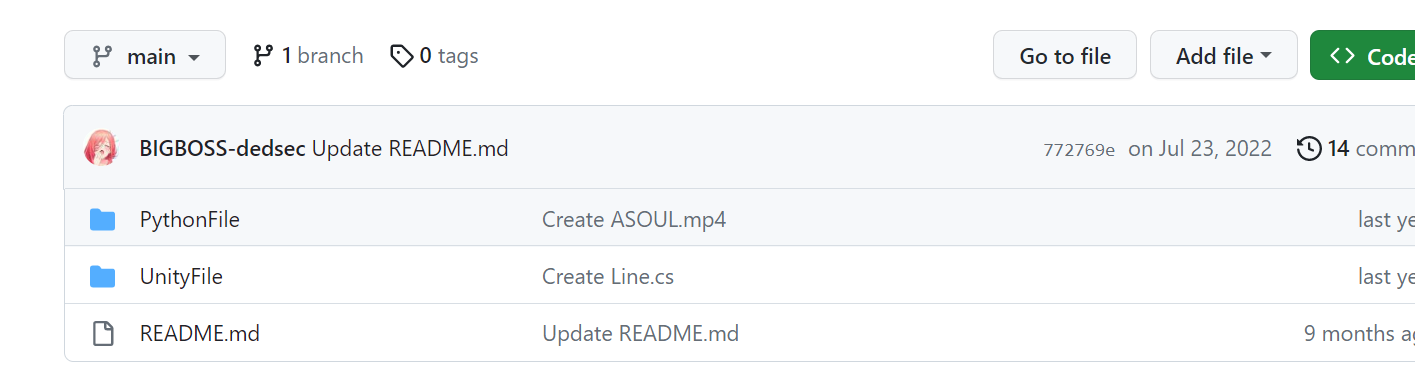 main 1 branch 0 tags Go to file Add file Code
BIGBOSS-dedsec Update README.md 772769e on Jul 23, 2022 14 comm
PythonFile Create ASOUL.mp4 last ye
UnityFile Create Line.cs last ye
README.md Update README.md 9 months ag